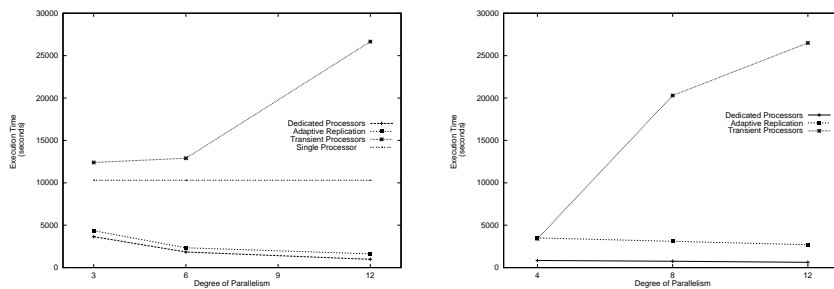 30000
25000
20000
15000
10000
5000
0
Execution Time
(seconds)
Dedicated Processors
Adaptive Replication
Transient Processors
Single Processor
3 6 9 12
Degree of Parallelism
30000
25000
20000
15000
10000
5000
0
Execution Time
(seconds)
Dedicated Processors
Adaptive Replication
Transient Processors
4 8 12
Degree of Parallelism